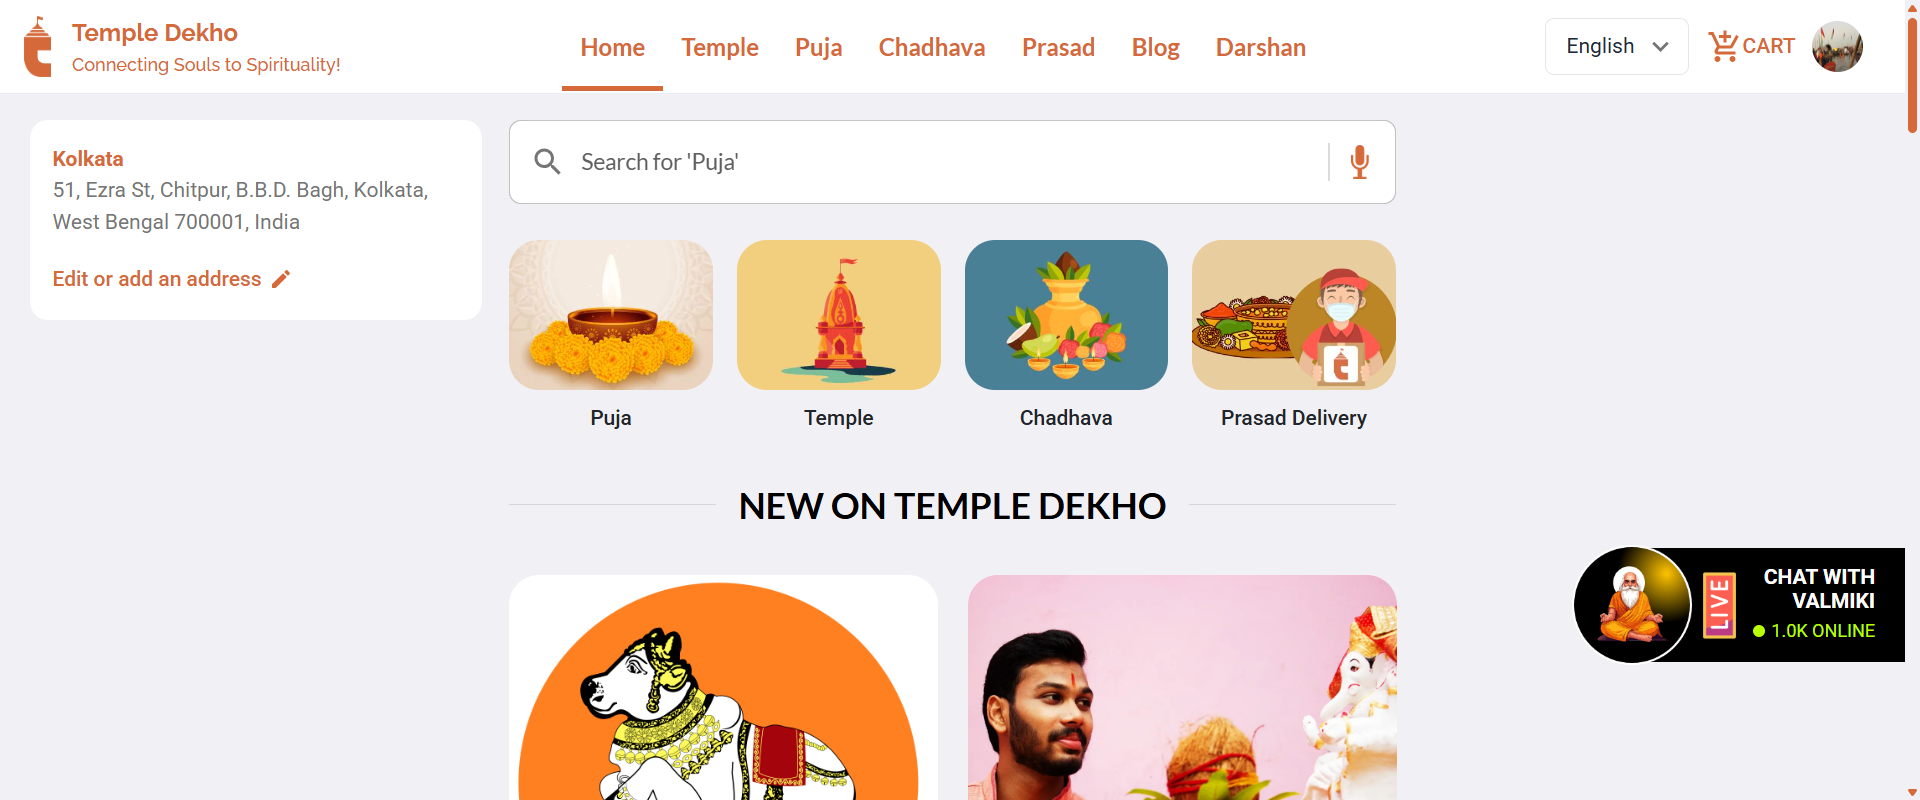 Temple Dekho
Connecting Souls to Spirituality!
Home
Temple
Puja
Chadhava
Prasad
Blog
Darshan
English
CART
Kolkata
51, Ezra St, Chitpur, B.B.D. Bagh, Kolkata,
West Bengal 700001, India
Edit or add an address
Search for 'Puja'
Puja
Temple
Chadhava
Prasad Delivery
NEW ON TEMPLE DEKHO
LIVE
CHAT WITH
VALMIKI
1.0K ONLINE